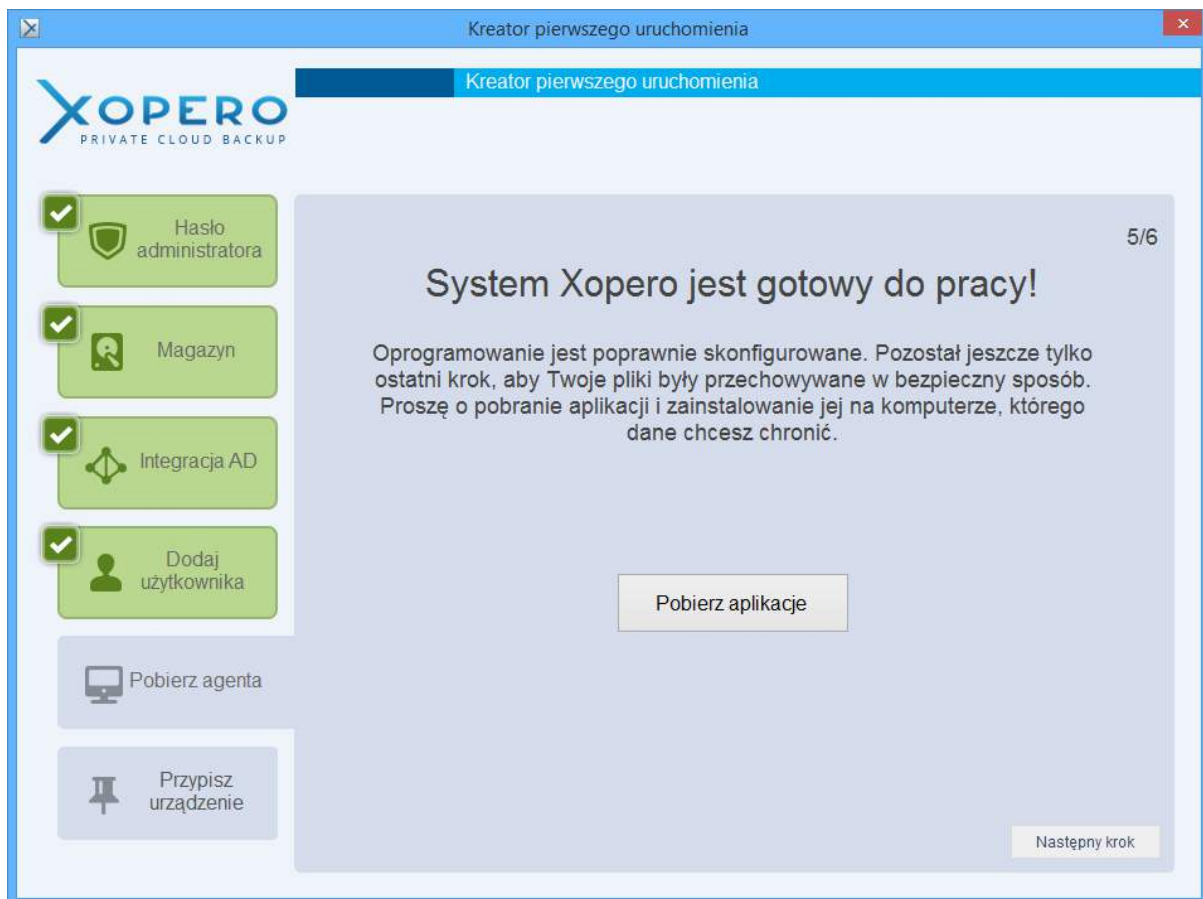 Kreator pierwszego uruchomienia
Kreator pierwszego uruchomienia
XOPERO
PRIVATE CLOUD BACKUP
Hasło
administratora
Magazyn
Integracja AD
Dodaj
użytkownika
Pobierz agenta
Przypisz
urządzenie
5/6
System Xopero jest gotowy do pracy!
Oprogramowanie jest poprawnie skonfigurowane. Pozostał jeszcze tylko
ostatni krok, aby Twoje pliki były przechowywane w bezpieczny sposób.
Proszę o pobranie aplikacji i zainstalowanie jej na komputerze, którego
dane chcesz chronić.
Pobierz aplikacje
Następny krok